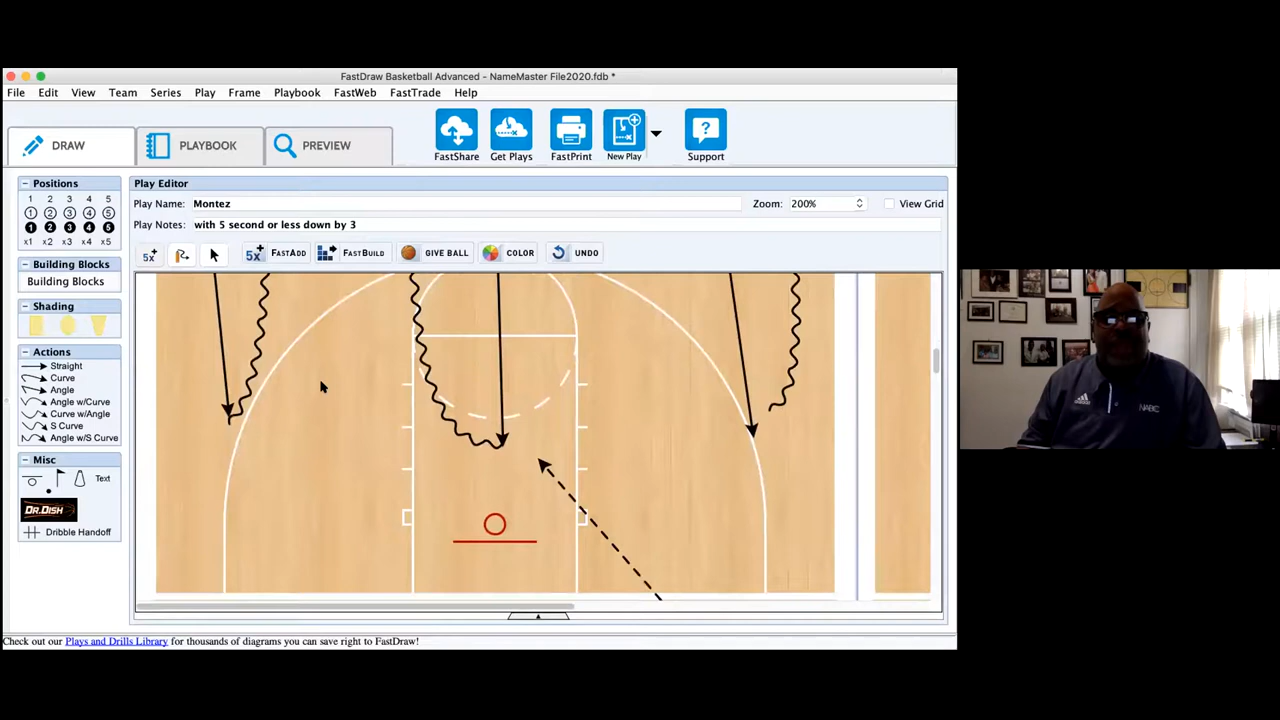 FastDraw Basketball Advanced - NameMaster File2020.fdb *
File Edit View Team Series Play Frame Playbook FastWeb FastTrade Help
DRAW PLAYBOOK PREVIEW
FastShare Get Plays FastPrint New Play Support
Positions
1 2 3 4 5
1 2 3 4 5
1 2 3 4 5
x1 x2 x3 x4 x5
Building Blocks
Building Blocks
Shading
Actions
Straight
Curve
Angle
Angle w/Curve
Curve w/Angle
S Curve
Angle w/S Curve
Misc
Text
DR.DISH
Dribble Handoff
Play Editor
Play Name: Montez Zoom: 200% View Grid
Play Notes: with 5 second or less down by 3
5x 5x FASTADD FASTBUILD GIVE BALL COLOR UNDO
adidas NABC
Check out our Plays and Drills Library for thousands of diagrams you can save right to FastDraw!